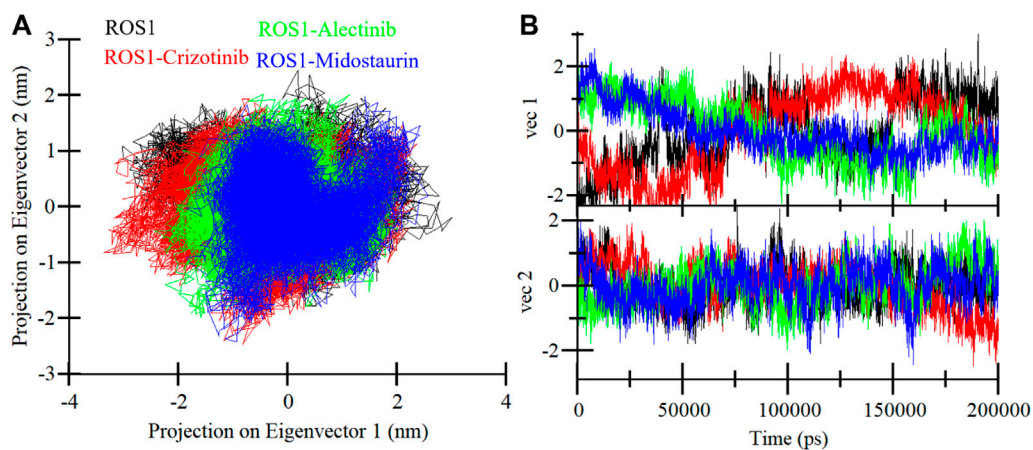 A
ROS1
ROS1-Alectinib
ROS1-Crizotinib
ROS1-Midostaurin
Projection on Eigenvector 2 (nm)
3
2
1
0
-1
-2
-3
-4
-2
0
2
4
Projection on Eigenvector 1 (nm)
B
vec 1
2
0
-2
vec 2
2
0
-2
0
50000
100000
150000
200000
Time (ps)